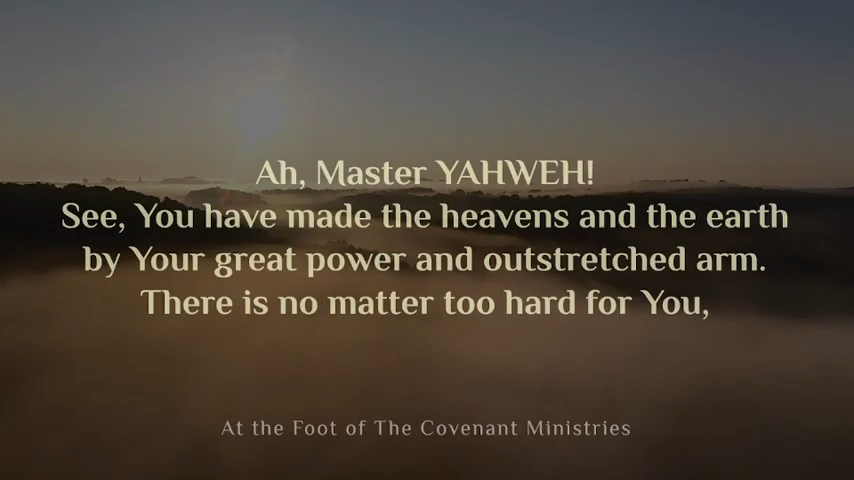 Ah, Master YAHWEH!
See, You have made the heavens and the earth
by Your great power and outstretched arm.
There is no matter too hard for You,
At the Foot of The Covenant Ministries